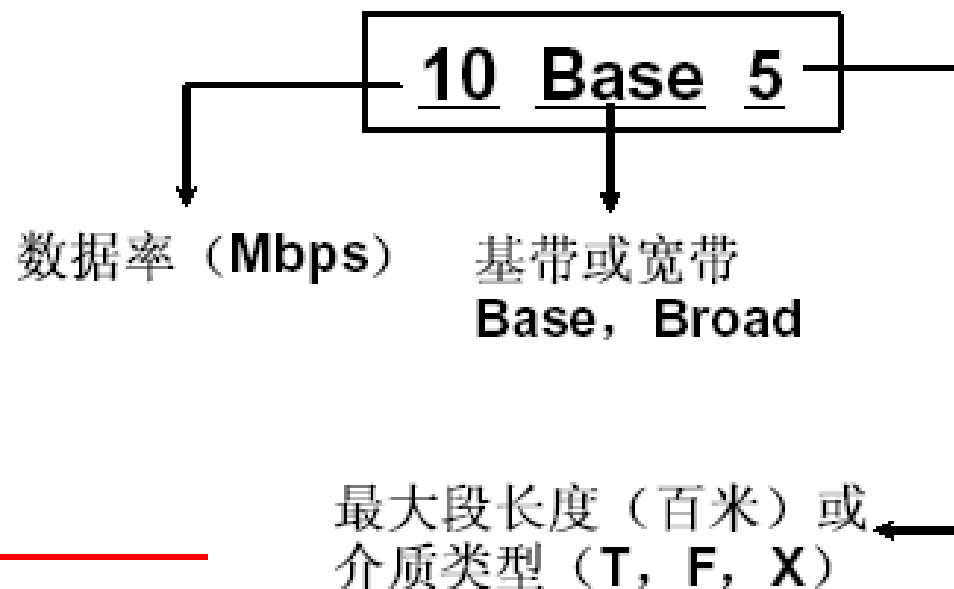 10 Base 5
数据率（Mbps）
基带或宽带
Base，Broad
最大段长度（百米）或
介质类型（T，F，X）